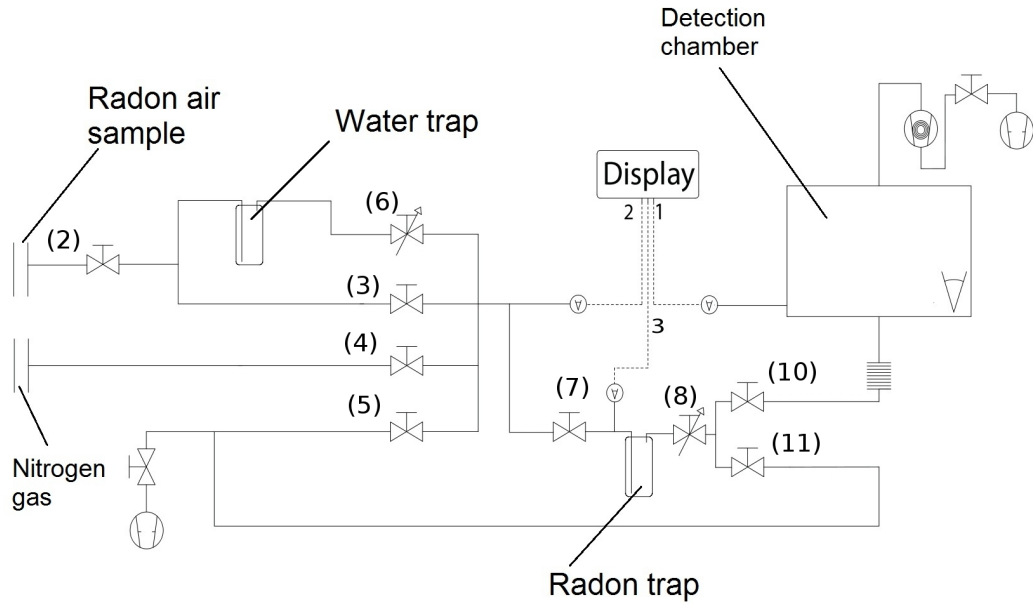 Detection
chamber
Radon air
sample
Water trap
Display
2 1
(6)
(2)
(3)
3
(4)
(10)
(7)
(8)
(5)
(11)
Nitrogen
gas
Radon trap